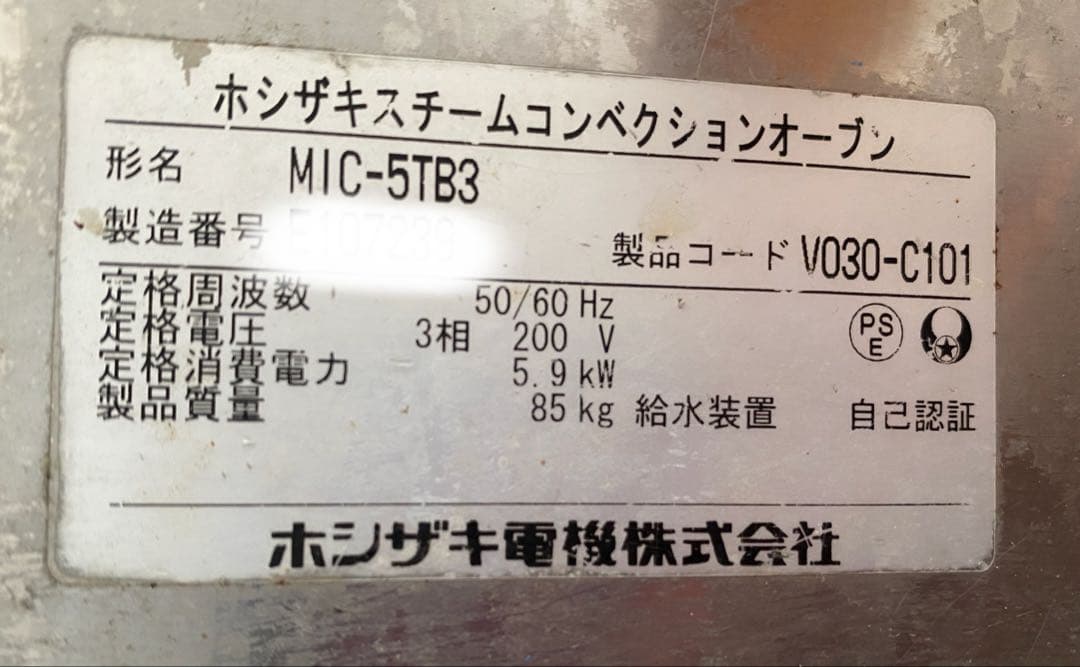 ホシザキスチームコンベクションオーブン
形名 MIC-5TB3
製造番号
製品コード V030-C101
定格周波数 50/60 Hz
定格電圧 3相 200 V
定格消費電力 5.9 kW
製品質量 85 kg 給水装置 自己認証
PS
E
ホシザキ電機株式会社